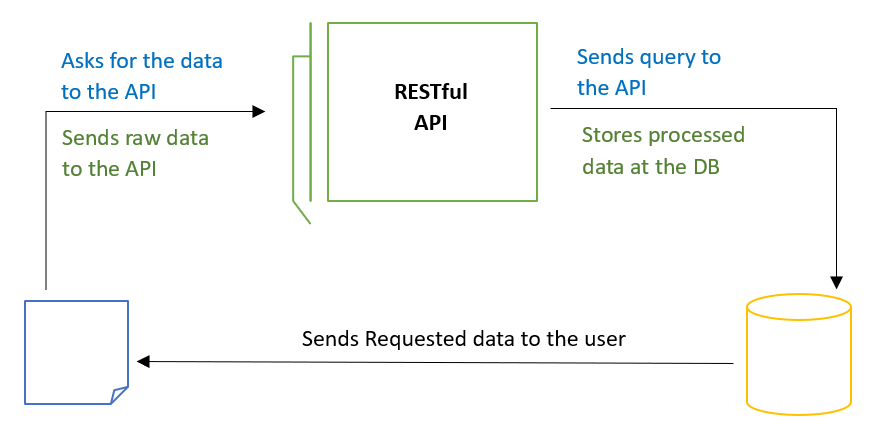 Asks for the data
to the API
Sends raw data
to the API
RESTful
API
Sends query to
the API
Stores processed
data at the DB
Sends Requested data to the user